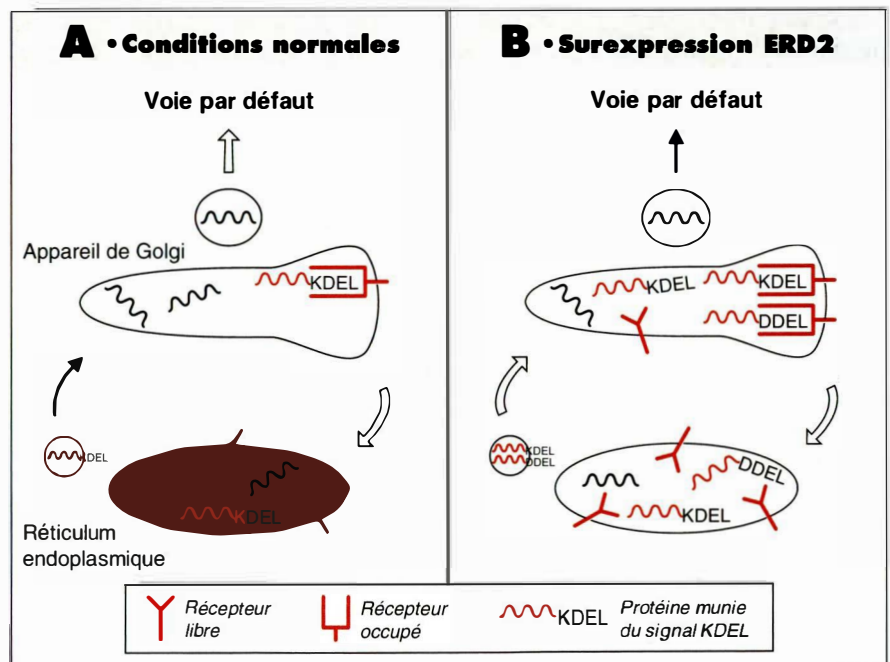 A • Conditions normales
Voie par défaut
Appareil de Golgi
KDEL
KDEL
KDEL
Réticulum
endoplasmique
B • Surexpression ERD2
Voie par défaut
KDEL
KDEL
DDEL
KDEL
DDEL
DDEL
KDEL
Récepteur
libre
Récepteur
occupé
KDEL
Protéine munie
du signal KDEL